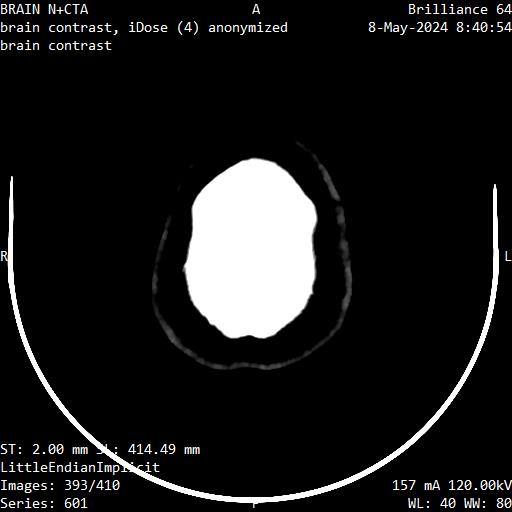 BRAIN N+CTA
A
Brilliance 64
brain contrast, iDose (4) anonymized
8-May-2024 8:40:54
brain contrast
R
L
ST: 2.00 mm SL: 414.49 mm
LittleEndianImplicit
Images: 393/410
157 mA 120.00kV
Series: 601
P
WL: 40 WW: 80